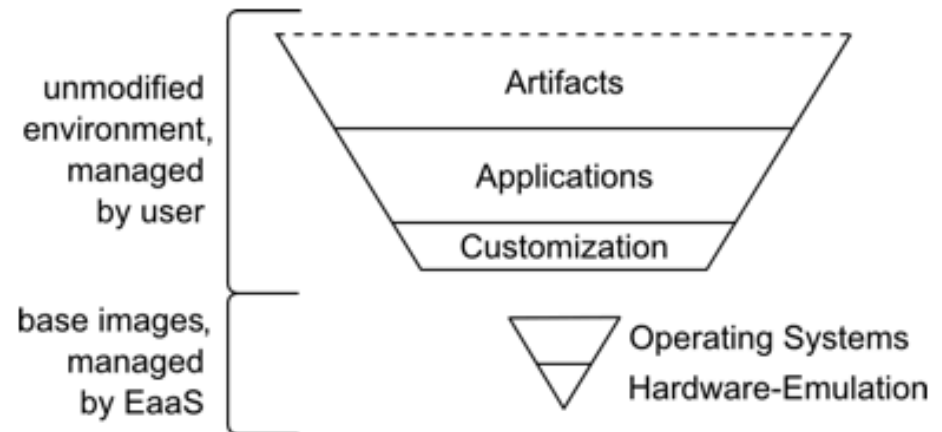 unmodified
environment,
managed
by user
Artifacts
Applications
Customization
base images,
managed
by EaaS
Operating Systems
Hardware-Emulation